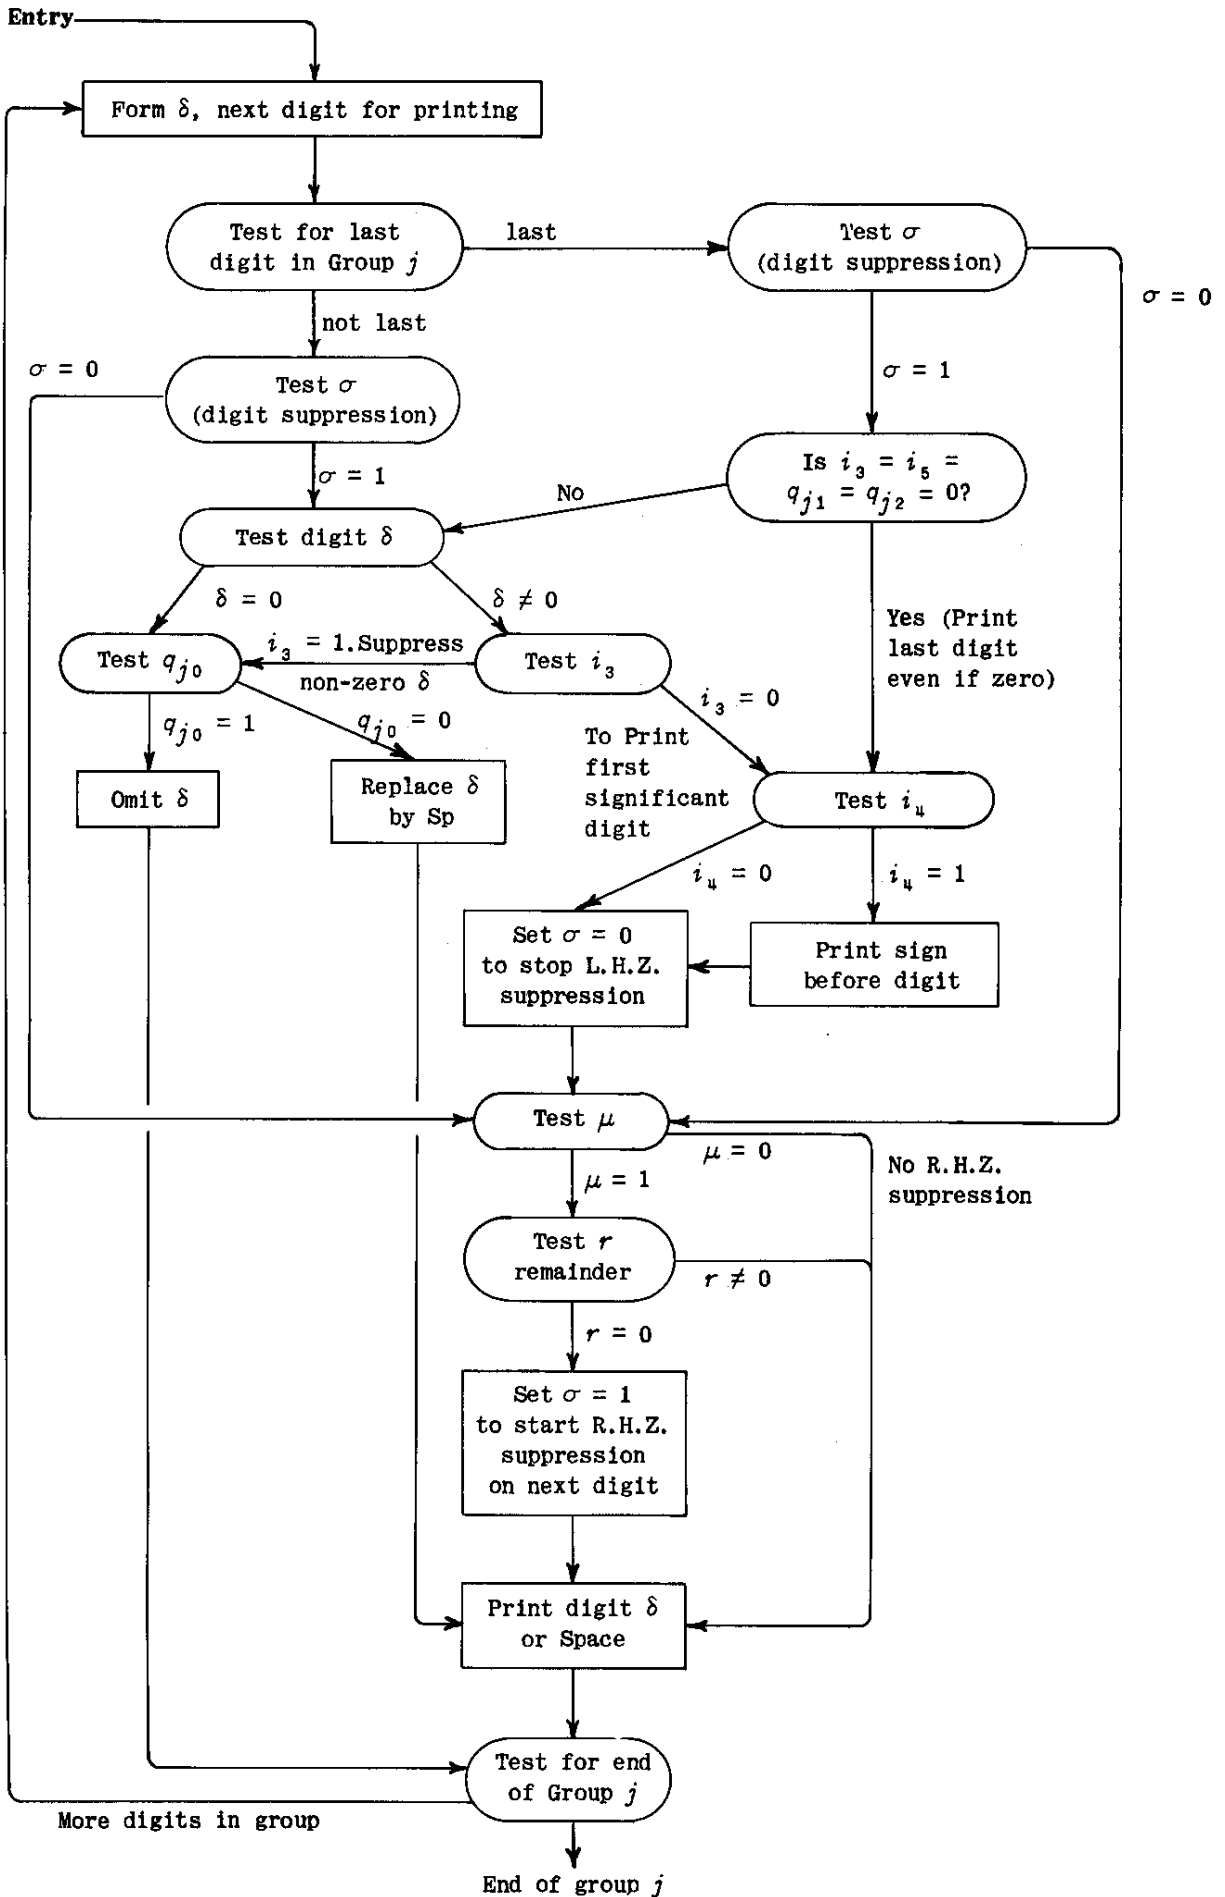 Entry
Form δ, next digit for printing
Test for last
digit in Group j
last
Test σ
(digit suppression)
σ = 0
not last
σ = 0
Test σ
(digit suppression)
σ = 1
σ = 1
Is i₃ = i₅ =
q_j1 = q_j2 = 0?
No
Test digit δ
δ = 0
δ ≠ 0
Yes (Print
last digit
even if zero)
Test q_j0
i₃ = 1.Suppress
non-zero δ
Test i₃
i₃ = 0
q_j0 = 1
q_j0 = 0
To Print
first
significant
digit
Omit δ
Replace δ
by Sp
Test i₄
i₄ = 0
i₄ = 1
Set σ = 0
to stop L.H.Z.
suppression
Print sign
before digit
Test μ
μ = 0
No R.H.Z.
suppression
μ = 1
Test r
remainder
r ≠ 0
r = 0
Set σ = 1
to start R.H.Z.
suppression
on next digit
Print digit δ
or Space
Test for end
of Group j
More digits in group
End of group j